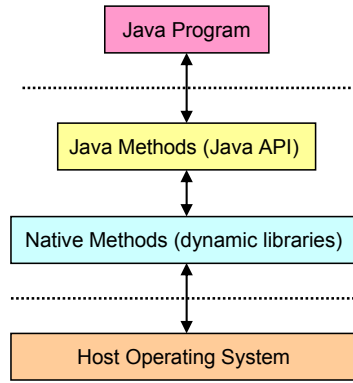 Java Program
Java Methods (Java API)
Native Methods (dynamic libraries)
Host Operating System